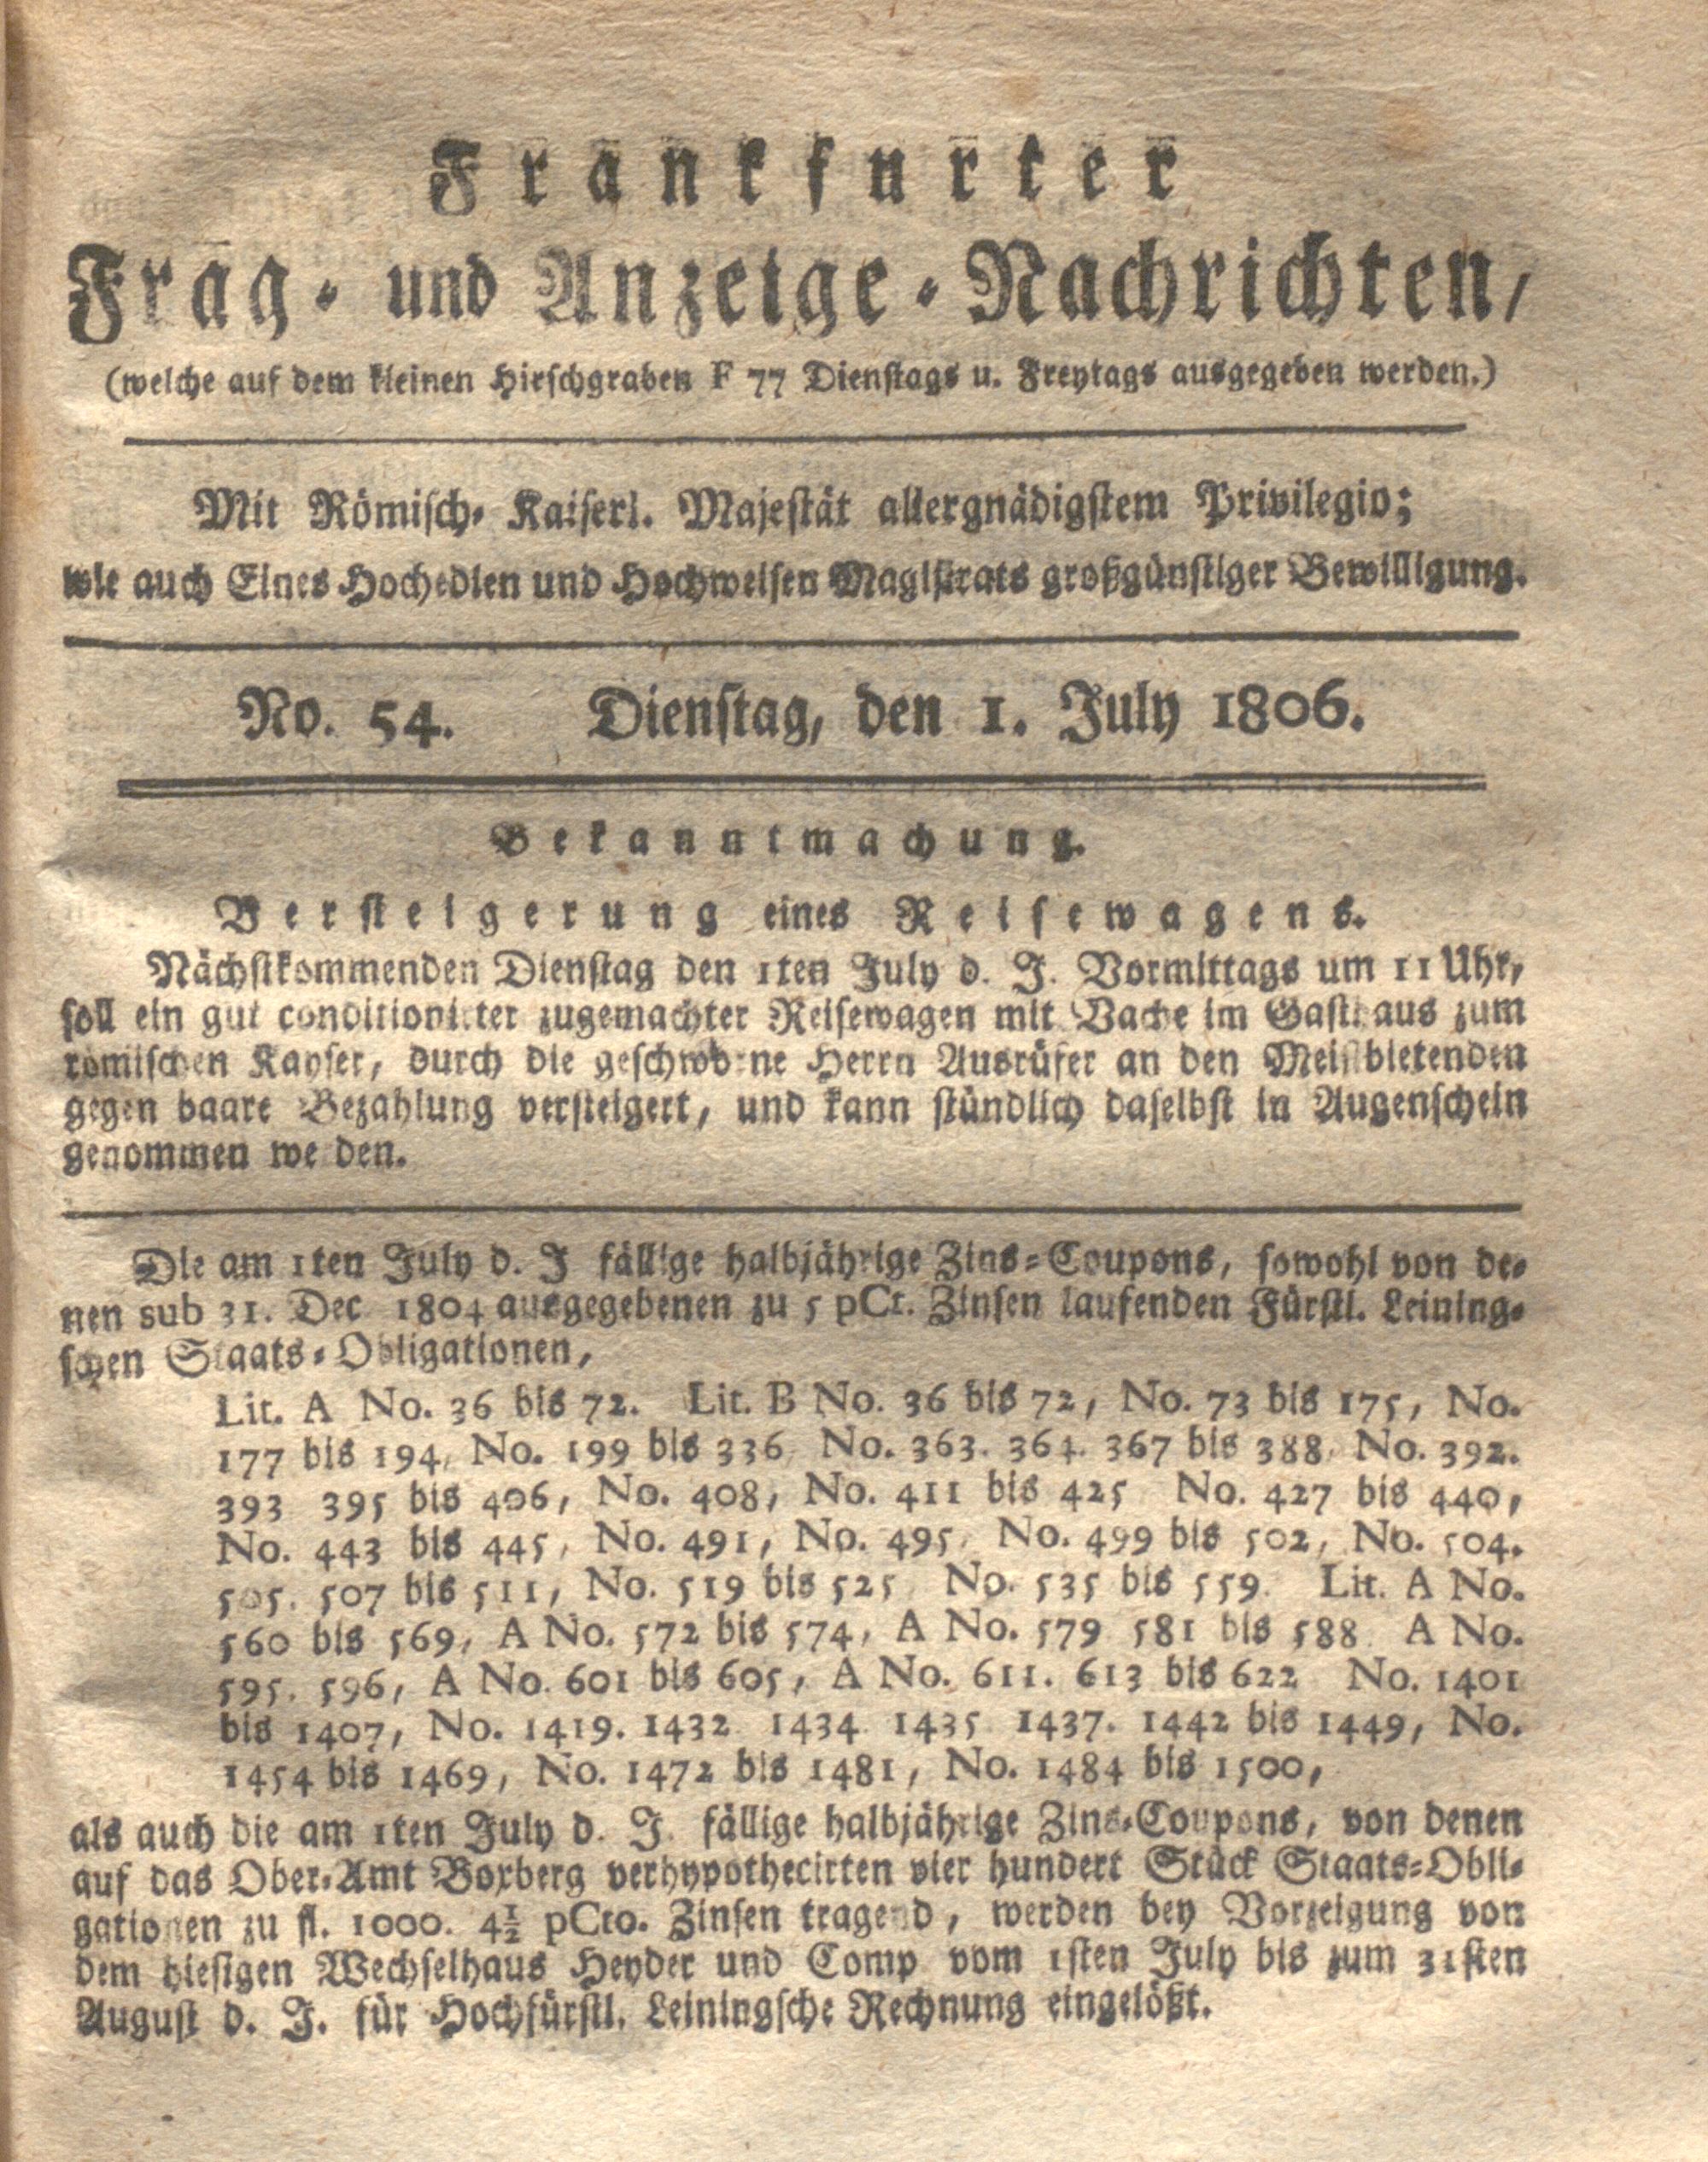 Frankfurter
Frag- und Anzeige-Nachrichten,
(welche auf dem kleinen Hirschgraben F 77 Dienstags u. Freytags ausgegeben werden.)
Mit Römisch- Kaiserl. Majestät allergnädigstem Privilegio;
wie auch Eines Hochedlen und Hochweisen Magistrats großgünstiger Bewilligung.
No. 54. Dienstag, den 1. July 1806.
Bekanntmachung.
Versteigerung eines Reisewagens.
Nächstkommenden Dienstag den 1ten July d. J. Vormittags um 11 Uhr,
soll ein gut conditionirter zugemachter Reisewagen mit Vache im Gasthaus zum
römischen Kayser, durch die geschworne Herrn Ausrüfer an den Meistbietenden
gegen baare Bezahlung versteigert, und kann stündlich daselbst in Augenschein
genommen we den.
Die am 1ten July d. J fällige halbjährige Zins-Coupons, sowohl von de-
nen sub 31. Dec 1804 ausgegebenen zu 5 pCt. Zinsen laufenden Fürstl. Leining-
schen Staats-Obligationen,
Lit. A No. 36 bis 72. Lit. B No. 36 bis 72, No. 73 bis 175, No.
177 bis 194, No. 199 bis 336, No. 363. 364. 367 bis 388, No. 392.
393 395 bis 406, No. 408, No. 411 bis 425 No. 427 bis 440,
No. 443 bis 445, No. 491, No. 495, No. 499 bis 502, No. 504.
505. 507 bis 511, No. 519 bis 525 No. 535 bis 559. Lit. A No.
560 bis 569, A No. 572 bis 574, A No. 579 581 bis 588. A No.
595. 596, A No. 601 bis 605, A No. 611. 613 bis 622 No. 1401
bis 1407, No. 1419. 1432 1434. 1435 1437. 1442 bis 1449, No.
1454 bis 1469, No. 1472 bis 1481, No. 1484 bis 1500,
als auch die am 1ten July d. J. fällige halbjährige Zins-Coupons, von denen
auf das Ober-Amt Boxberg verhypothecirten vier hundert Stück Staats-Obli-
gationen zu fl. 1000. 4½ pCto. Zinsen tragend, werden bey Vorzeigung von
dem hiesigen Wechselhaus Heyder und Comp vom 1sten July bis zum 31sten
August d. J. für Hochfürstl. Leiningsche Rechnung eingelößt.